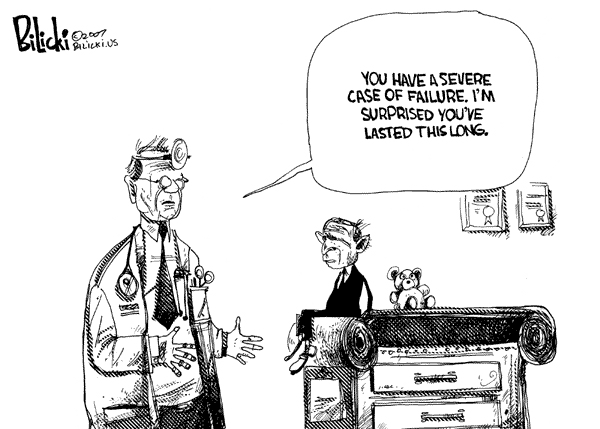 Bilicki ©2007
BILICKI.US
YOU HAVE A SEVERE
CASE OF FAILURE. I'M
SURPRISED YOU'VE
LASTED THIS LONG.